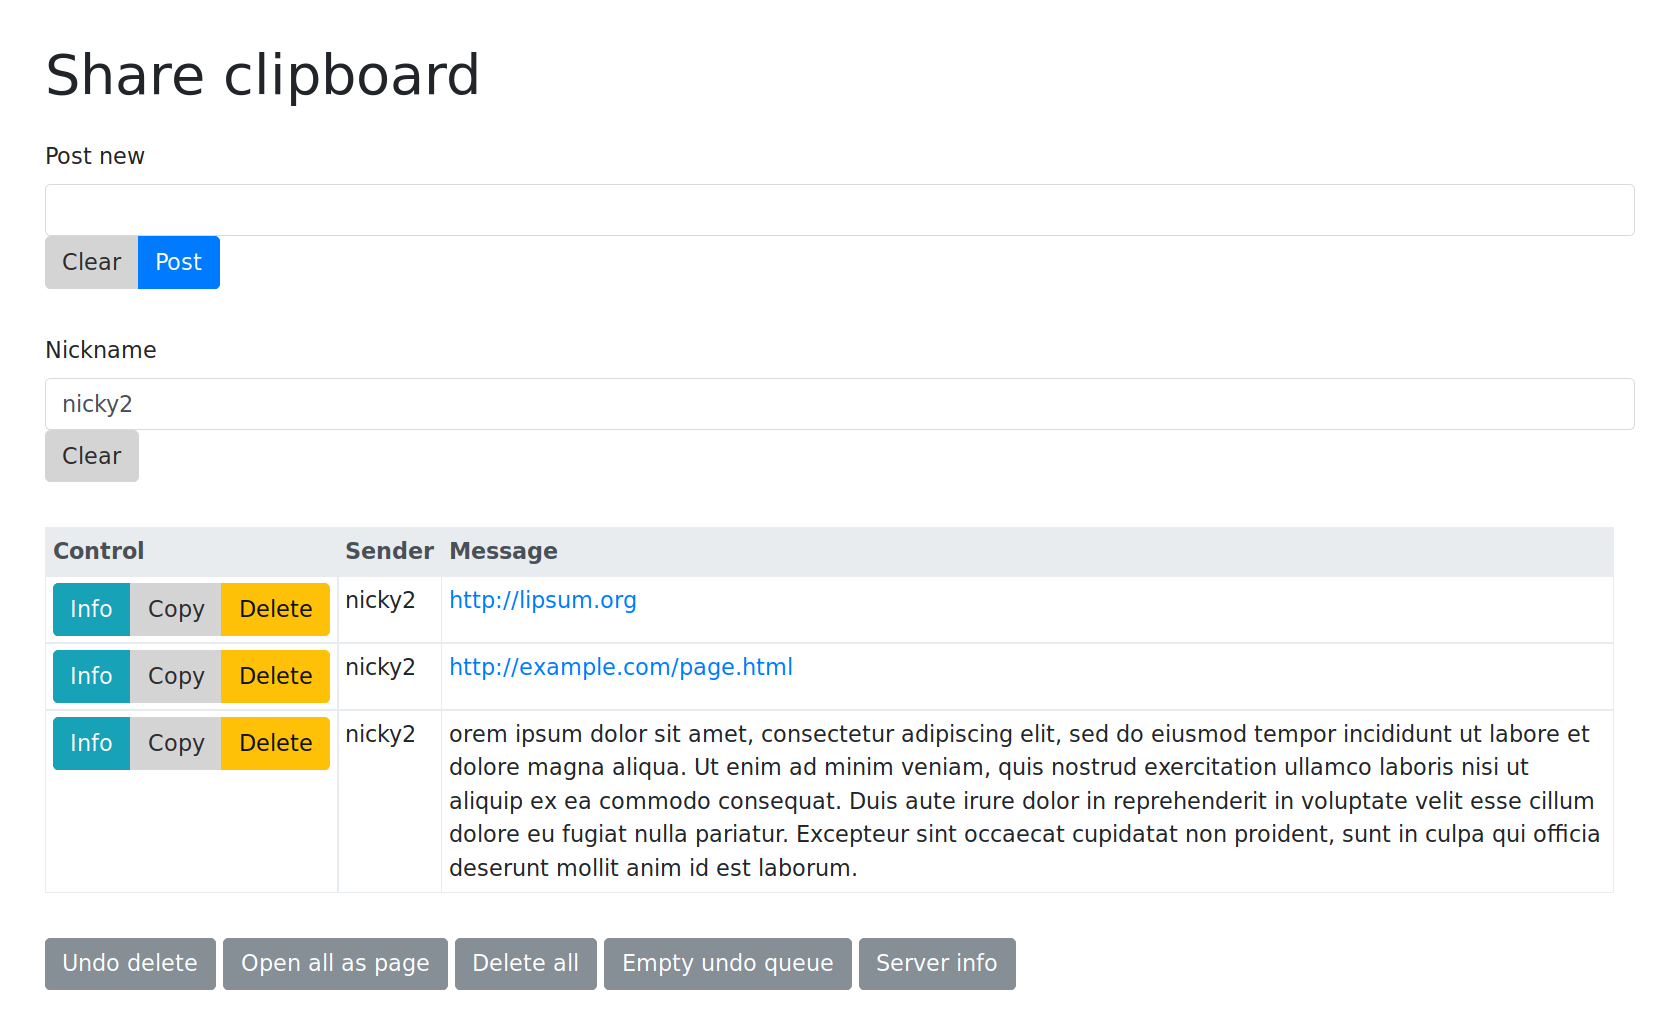 Share clipboard
Post new
Clear Post
Nickname
nicky2
Clear
Control Sender Message
Info Copy Delete nicky2 http://lipsum.org
Info Copy Delete nicky2 http://example.com/page.html
Info Copy Delete nicky2 orem ipsum dolor sit amet, consectetur adipiscing elit, sed do eiusmod tempor incididunt ut labore et
dolore magna aliqua. Ut enim ad minim veniam, quis nostrud exercitation ullamco laboris nisi ut
aliquip ex ea commodo consequat. Duis aute irure dolor in reprehenderit in voluptate velit esse cillum
dolore eu fugiat nulla pariatur. Excepteur sint occaecat cupidatat non proident, sunt in culpa qui officia
deserunt mollit anim id est laborum.
Undo delete Open all as page Delete all Empty undo queue Server info